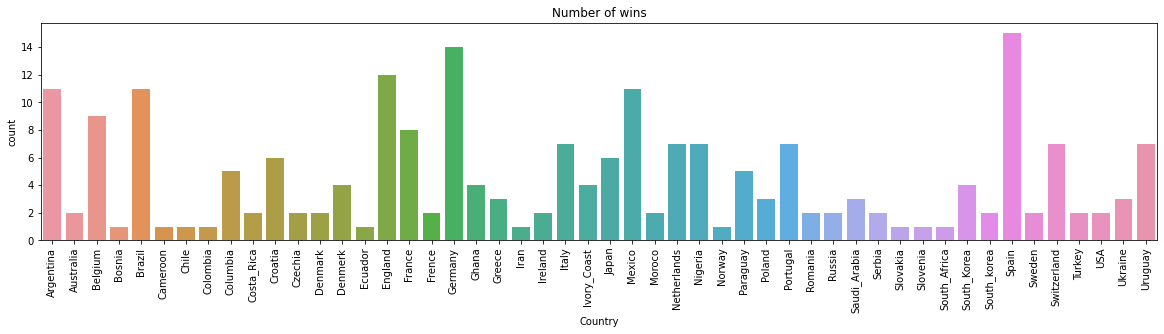 Number of wins
count
14
12
10
8
6
4
2
0
Argentina
Australia
Belgium
Bosnia
Brazil
Cameroon
Chile
Colombia
Columbia
Costa_Rica
Croatia
Czechia
Denmark
Denmerk
Ecuador
England
France
Frence
Germany
Ghana
Greece
Iran
Ireland
Italy
Ivory_Coast
Japan
Mexico
Moroco
Netherlands
Nigeria
Norway
Paraguay
Poland
Portugal
Romania
Russia
Saudi_Arabia
Serbia
Slovakia
Slovenia
South_Africa
South_Korea
South_korea
Spain
Sweden
Switzerland
Turkey
USA
Ukraine
Uruguay
Country